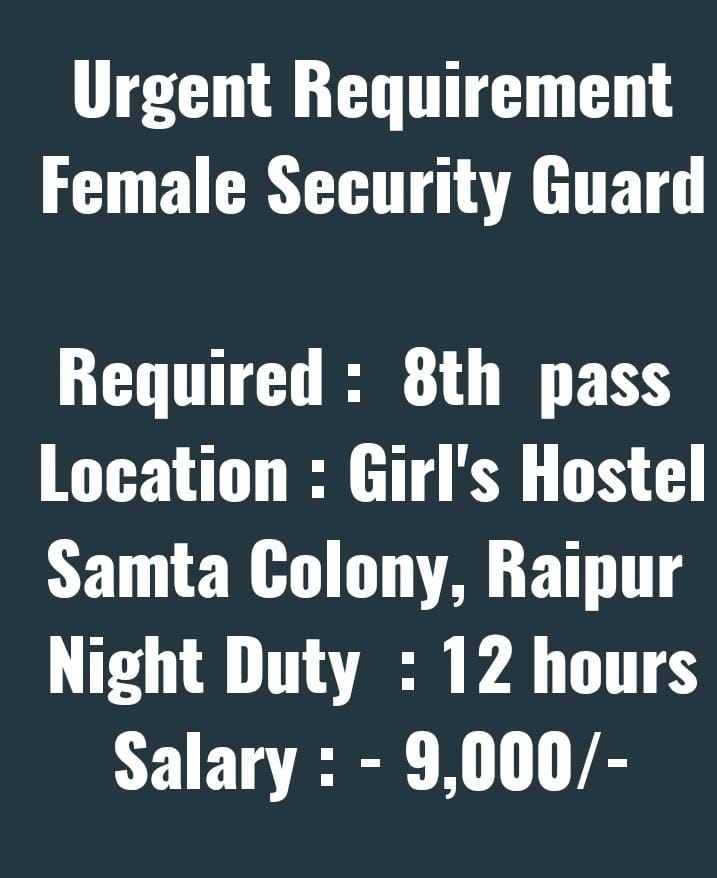 Urgent Requirement
Female Security Guard
Required : 8th pass
Location : Girl's Hostel
Samta Colony, Raipur
Night Duty : 12 hours
Salary : - 9,000/-